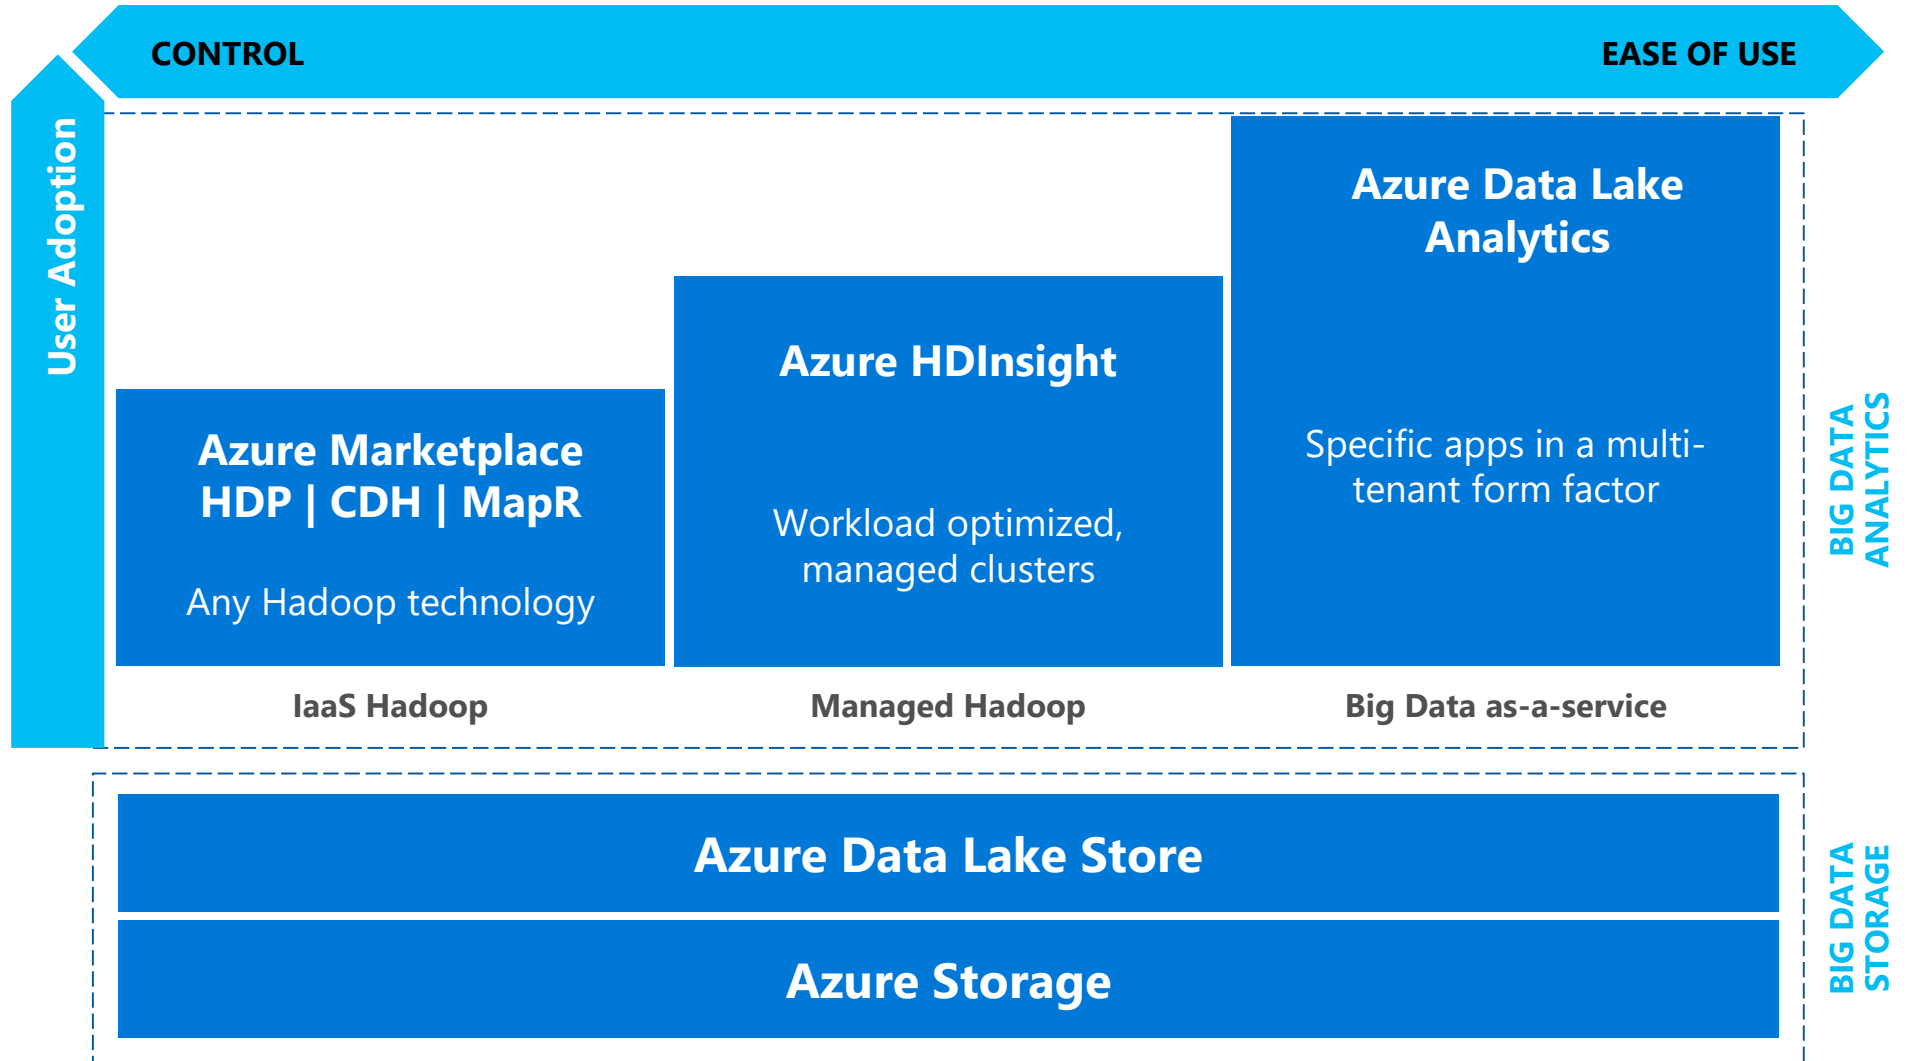 CONTROL
EASE OF USE
User Adoption
Azure Marketplace
HDP | CDH | MapR
Any Hadoop technology
Azure HDInsight
Workload optimized,
managed clusters
Azure Data Lake
Analytics
Specific apps in a multi-
tenant form factor
IaaS Hadoop
Managed Hadoop
Big Data as-a-service
BIG DATA
ANALYTICS
Azure Data Lake Store
Azure Storage
BIG DATA
STORAGE